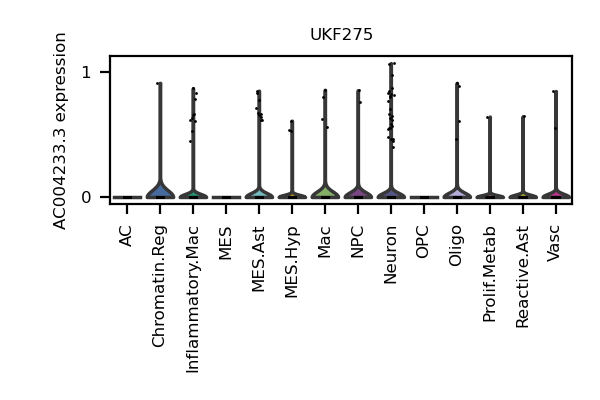 UKF275
AC004233.3 expression
1
0
AC
Chromatin.Reg
Inflammatory.Mac
MES
MES.Ast
MES.Hyp
Mac
NPC
Neuron
OPC
Oligo
Prolif.Metab
Reactive.Ast
Vasc